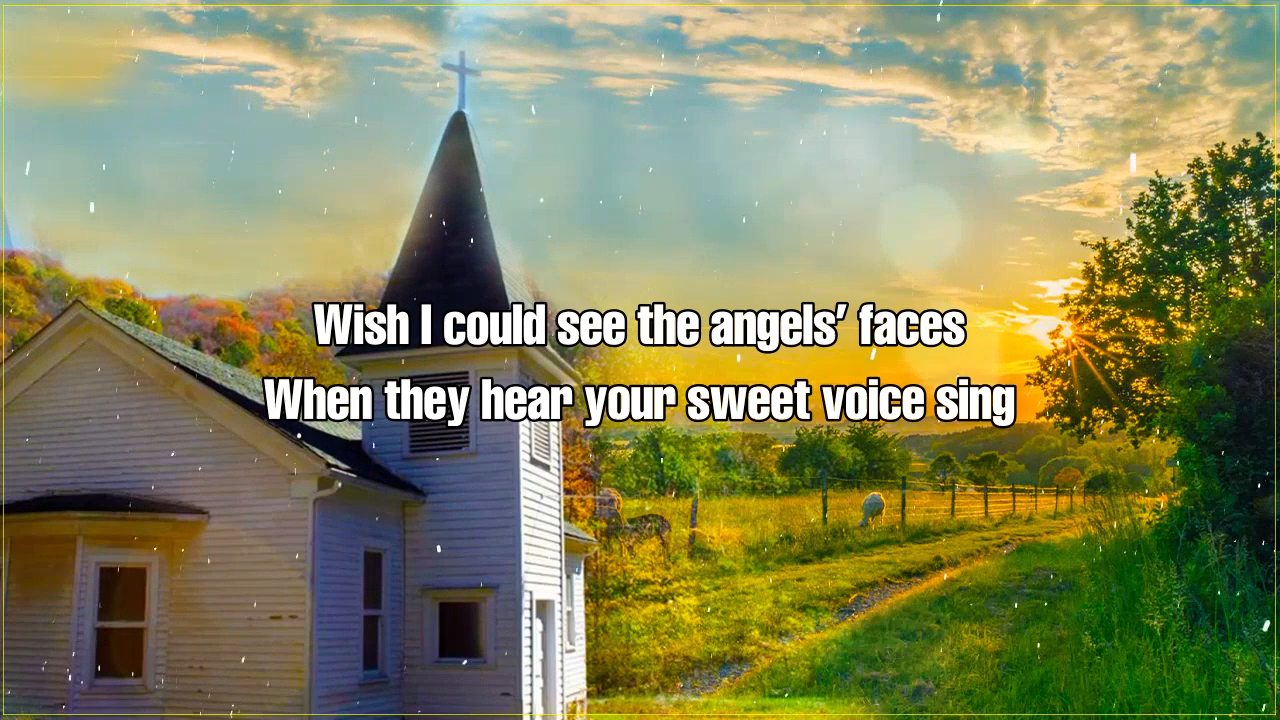 Wish I could see the angels’ faces
When they hear your sweet voice sing